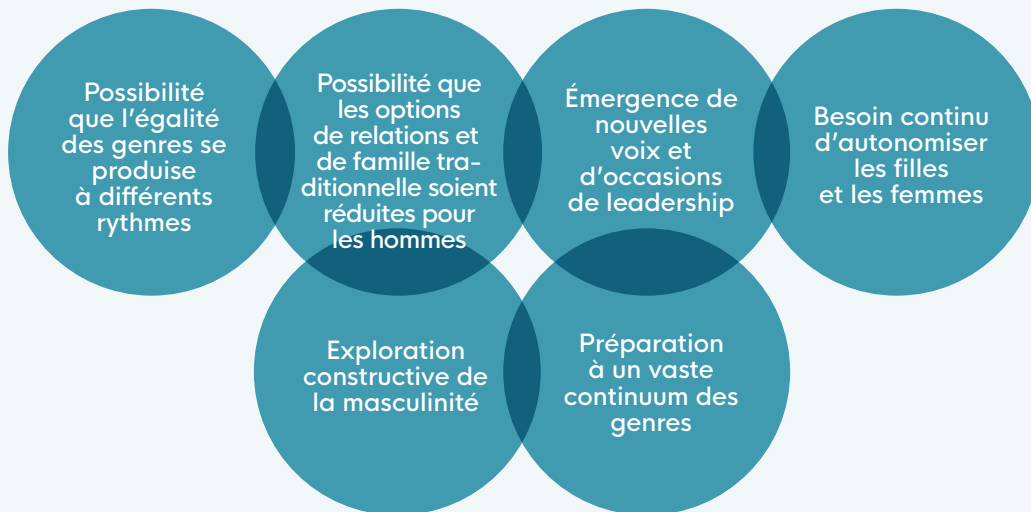 Possibilité
que l'égalité
des genres se
produise
à différents
rythmes
Possibilité que
les options
de relations et
de famille tra-
ditionnelle soient
réduites pour
les hommes
Émergence de
nouvelles
voix et
d'occasions
de leadership
Besoin continu
d'autonomiser
les filles
et les femmes
Exploration
constructive de
la masculinité
Préparation
à un vaste
continuum des
genres